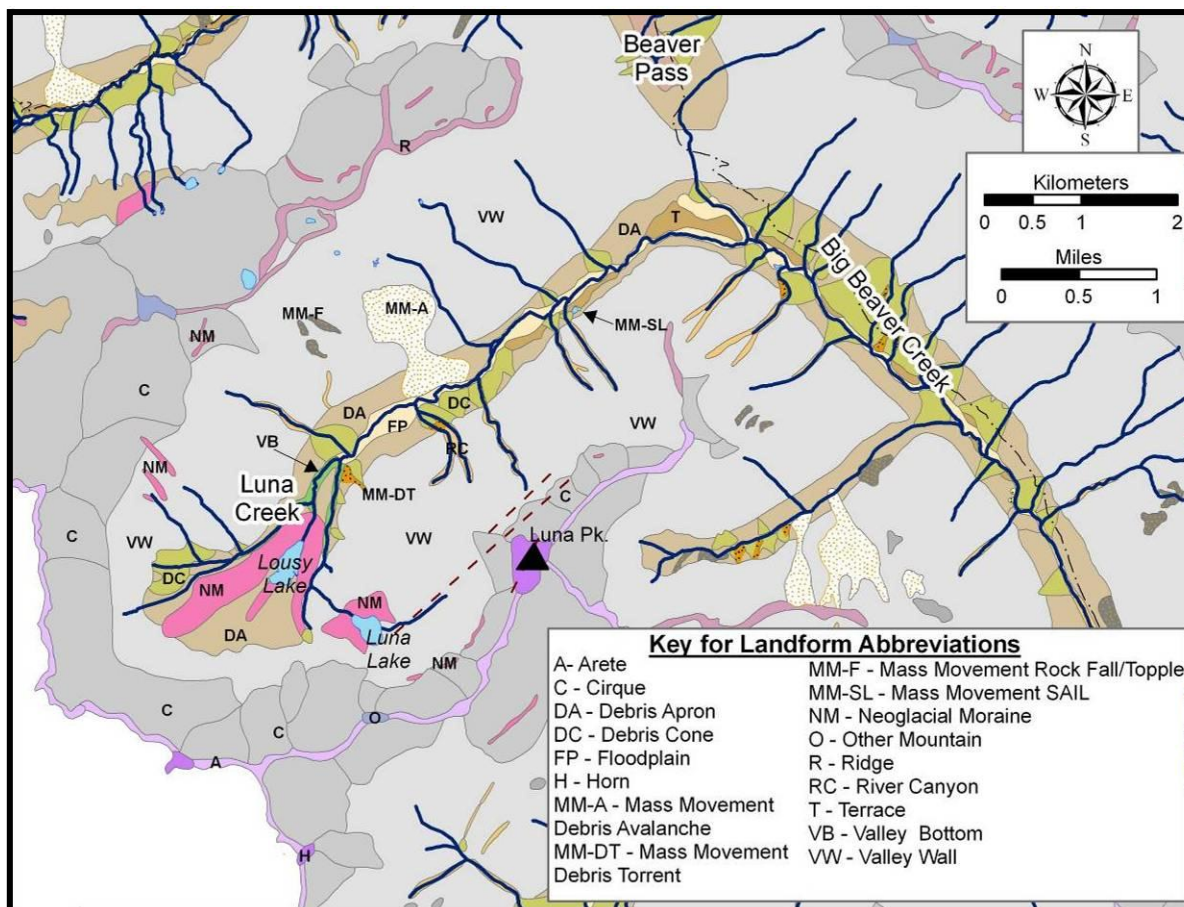 Beaver
Pass
N
W E
S
Kilometers
0 0.5 1 2
Miles
0 0.5 1
R
VW
DA
T
Big Beaver Creek
MM-F
MM-A
NM
MM-SL
C
DA
DC
VW
FP
VB
RC
NM
Luna
Creek
MM-DT
C
C
Luna Pk.
VW
VW
Lousy
Lake
DC
NM
NM
DA
Luna
Lake
NM
C
C
O
A
H
Key for Landform Abbreviations
A- Arete
C - Cirque
DA - Debris Apron
DC - Debris Cone
FP - Floodplain
H - Horn
MM-A - Mass Movement
Debris Avalanche
MM-DT - Mass Movement
Debris Torrent
MM-F - Mass Movement Rock Fall/Topple
MM-SL - Mass Movement SAIL
NM - Neoglacial Moraine
O - Other Mountain
R - Ridge
RC - River Canyon
T - Terrace
VB - Valley Bottom
VW - Valley Wall